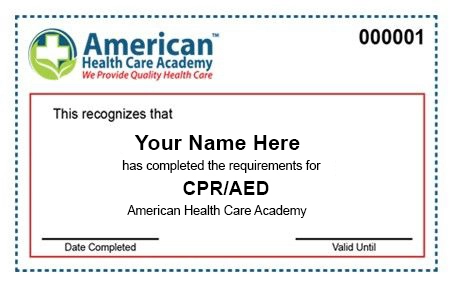 American™
Health Care Academy
We Provide Quality Health Care
000001
This recognizes that
Your Name Here
has completed the requirements for
CPR/AED
American Health Care Academy
Date Completed
Valid Until